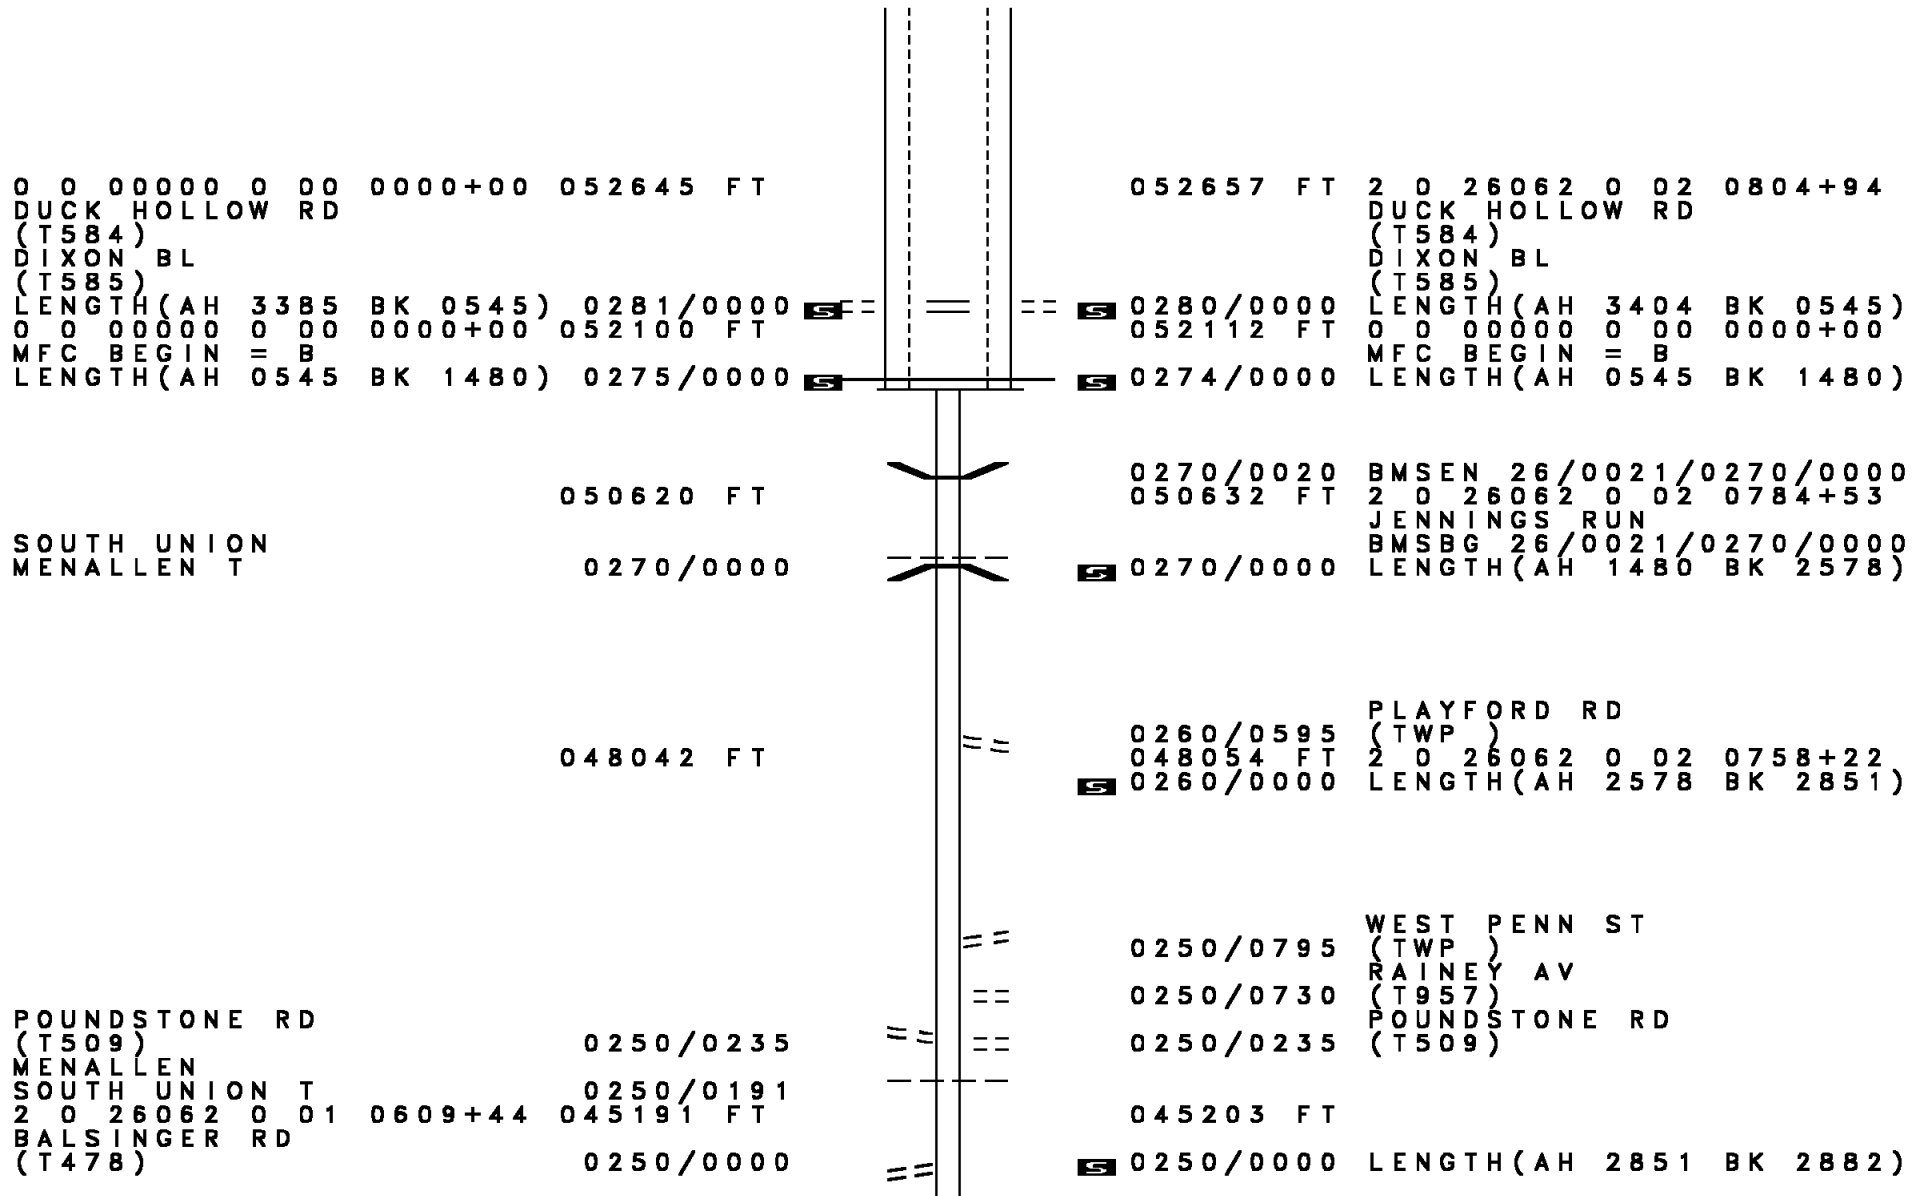 0 0 00000 0 00 0000+00 052645 FT
DUCK HOLLOW RD
(T584)
DIXON BL
(T585)
LENGTH(AH 3385 BK 0545) 0281/0000 S
0 0 00000 0 00 0000+00 052100 FT
MFC BEGIN = B
LENGTH(AH 0545 BK 1480) 0275/0000 S
050620 FT
SOUTH UNION
MENALLEN T 0270/0000
048042 FT
POUNDSTONE RD
(T509) 0250/0235
MENALLEN
SOUTH UNION T 0250/0191
2 0 26062 0 01 0609+44 045191 FT
BALSINGER RD
(T478) 0250/0000
052657 FT 2 0 26062 0 02 0804+94
DUCK HOLLOW RD
(T584)
DIXON BL
(T585)
S 0280/0000 LENGTH(AH 3404 BK 0545)
052112 FT 0 0 00000 0 00 0000+00
MFC BEGIN = B
S 0274/0000 LENGTH(AH 0545 BK 1480)
0270/0020 BMSEN 26/0021/0270/0000
050632 FT 2 0 26062 0 02 0784+53
JENNINGS RUN
BMSBG 26/0021/0270/0000
S 0270/0000 LENGTH(AH 1480 BK 2578)
PLAYFORD RD
0260/0595 (TWP )
048054 FT 2 0 26062 0 02 0758+22
S 0260/0000 LENGTH(AH 2578 BK 2851)
WEST PENN ST
0250/0795 (TWP )
RAINEY AV
0250/0730 (T957)
POUNDSTONE RD
0250/0235 (T509)
045203 FT
S 0250/0000 LENGTH(AH 2851 BK 2882)